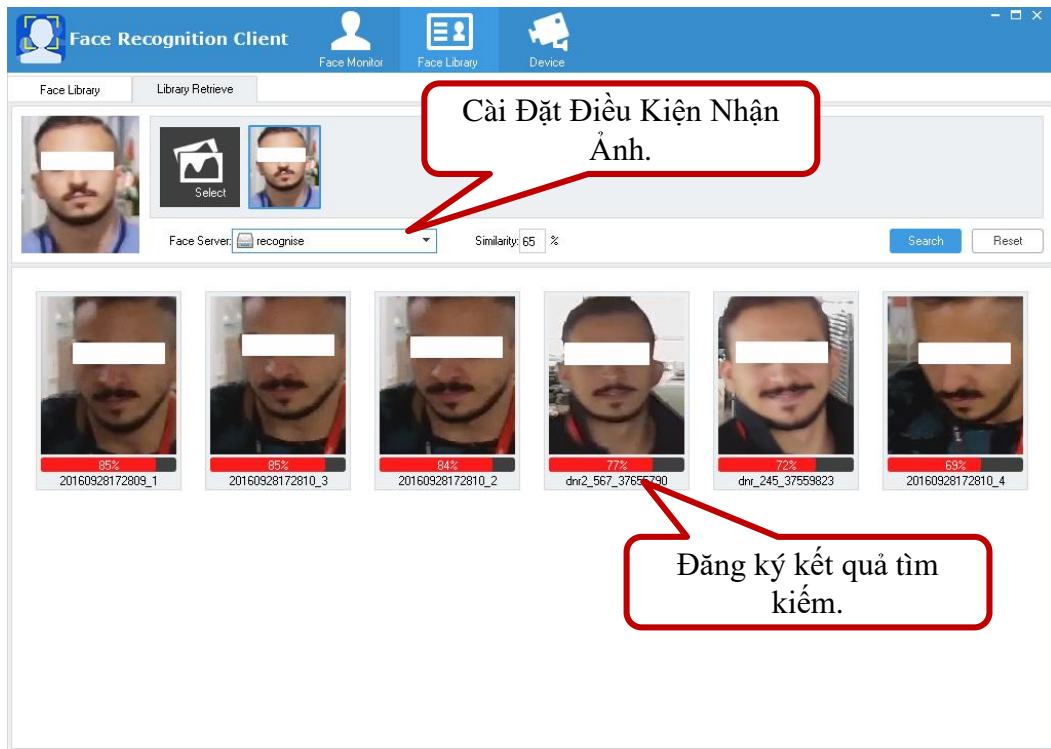 Face Recognition Client
Face Monitor
Face Library
Device
Face Library
Library Retrieve
Cài Đặt Điều Kiện Nhận
Ảnh.
Select
Face Server: recognise
Similarity: 65 %
Search
Reset
85%
85%
84%
77%
72%
69%
20160928172809_1
20160928172810_3
20160928172810_2
dnr2_567_37655790
dnr_245_37559823
20160928172810_4
Đăng ký kết quả tìm
kiếm.